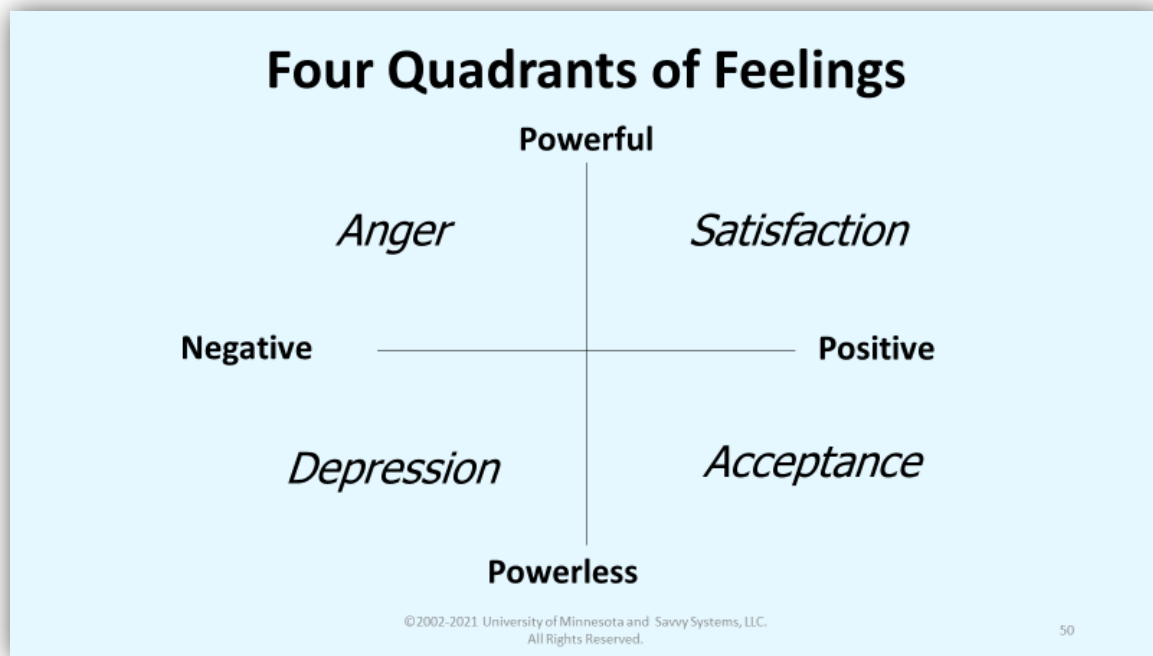 Four Quadrants of Feelings
Powerful
Anger
Satisfaction
Negative
Positive
Depression
Acceptance
Powerless
©2002-2021 University of Minnesota and Savvy Systems, LLC.
All Rights Reserved.
50